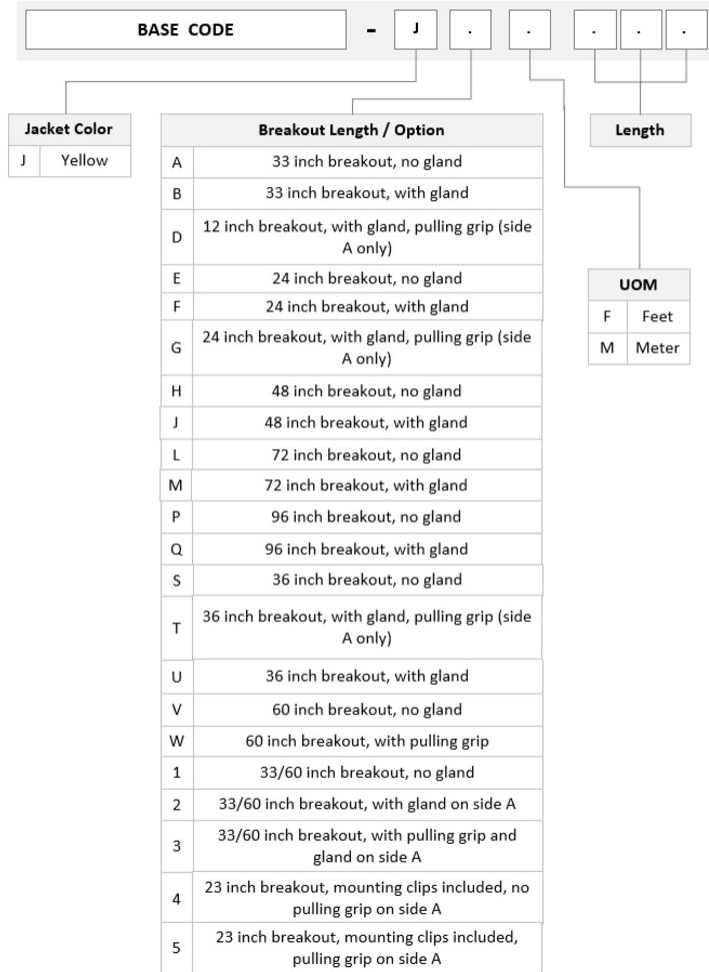 BASE CODE - J . . . . .
Jacket Color
J Yellow
Breakout Length / Option
A 33 inch breakout, no gland
B 33 inch breakout, with gland
D 12 inch breakout, with gland, pulling grip (side
A only)
E 24 inch breakout, no gland
F 24 inch breakout, with gland
G 24 inch breakout, with gland, pulling grip (side
A only)
H 48 inch breakout, no gland
J 48 inch breakout, with gland
L 72 inch breakout, no gland
M 72 inch breakout, with gland
P 96 inch breakout, no gland
Q 96 inch breakout, with gland
S 36 inch breakout, no gland
T 36 inch breakout, with gland, pulling grip (side
A only)
U 36 inch breakout, with gland
V 60 inch breakout, no gland
W 60 inch breakout, with pulling grip
1 33/60 inch breakout, no gland
2 33/60 inch breakout, with gland on side A
3 33/60 inch breakout, with pulling grip and
gland on side A
4 23 inch breakout, mounting clips included, no
pulling grip on side A
5 23 inch breakout, mounting clips included,
pulling grip on side A
Length
UOM
F Feet
M Meter